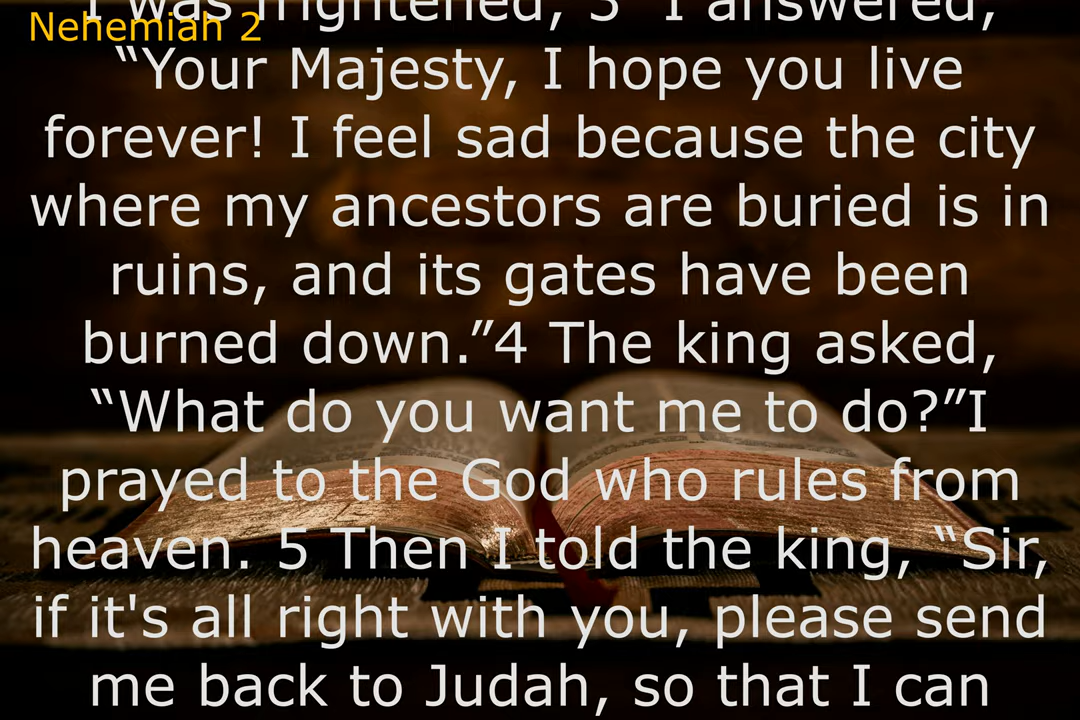 I was frightened, 3 I answered,
Nehemiah 2
“Your Majesty, I hope you live
forever! I feel sad because the city
where my ancestors are buried is in
ruins, and its gates have been
burned down.”4 The king asked,
“What do you want me to do?”I
prayed to the God who rules from
heaven. 5 Then I told the king, “Sir,
if it's all right with you, please send
me back to Judah, so that I can